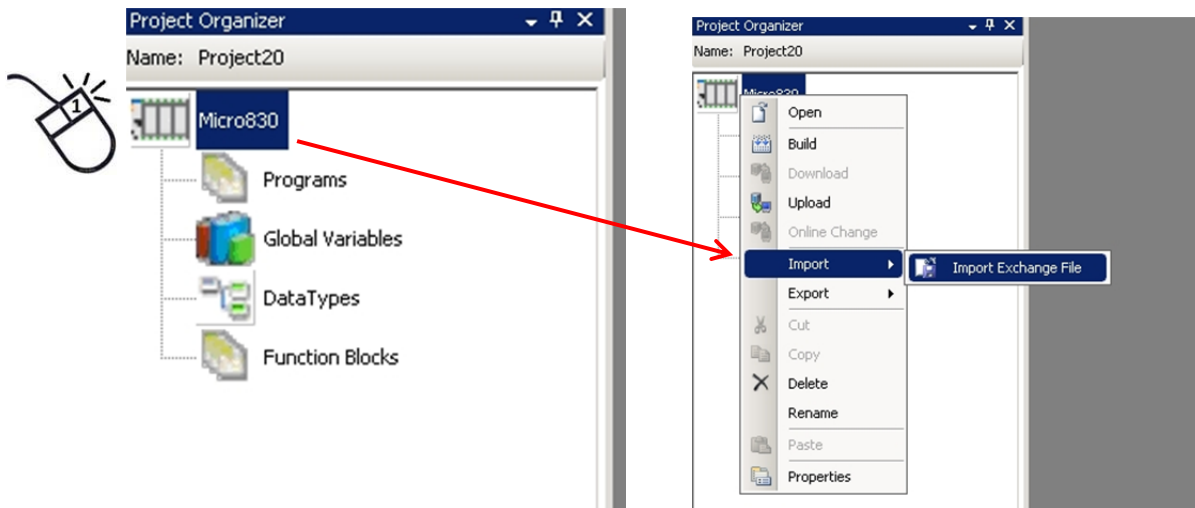 Project Organizer
Name: Project20
1
Micro830
Programs
Global Variables
DataTypes
Function Blocks
Project Organizer
Name: Project20
Micro830
Open
Build
Download
Upload
Online Change
Import
Import Exchange File
Export
Cut
Copy
Delete
Rename
Paste
Properties